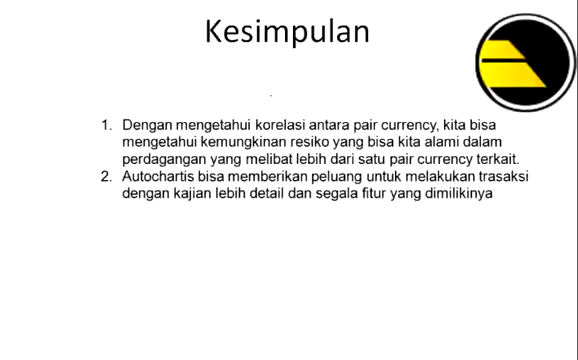 Kesimpulan
1. Dengan mengetahui korelasi antara pair currency, kita bisa
mengetahui kemungkinan resiko yang bisa kita alami dalam
perdagangan yang melibat lebih dari satu pair currency terkait.
2. Autochartis bisa memberikan peluang untuk melakukan trasaksi
dengan kajian lebih detail dan segala fitur yang dimilikinya